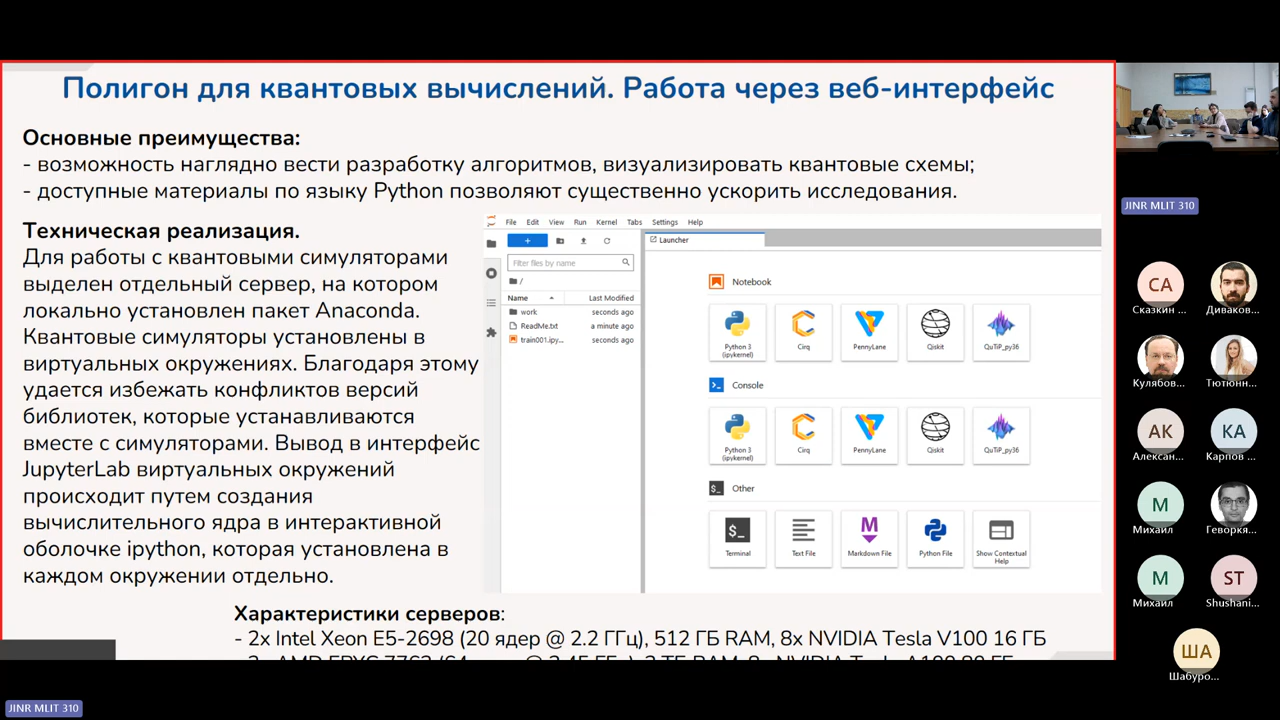 Полигон для квантовых вычислений. Работа через веб-интерфейс
Основные преимущества:
- возможность наглядно вести разработку алгоритмов, визуализировать квантовые схемы;
- доступные материалы по языку Python позволяют существенно ускорить исследования.
Техническая реализация.
Для работы с квантовыми симуляторами
выделен отдельный сервер, на котором
локально установлен пакет Anaconda.
Квантовые симуляторы установлены в
виртуальных окружениях. Благодаря этому
удается избежать конфликтов версий
библиотек, которые устанавливаются
вместе с симуляторами. Вывод в интерфейс
JupyterLab виртуальных окружений
происходит путем создания
вычислительного ядра в интерактивной
оболочке ipython, которая установлена в
каждом окружении отдельно.
File Edit View Run Kernel Tabs Settings Help
+
Filter files by name
/
Name Last Modified
work seconds ago
ReadMe.txt a minute ago
train001.ipy... seconds ago
Launcher
Notebook
Python 3 (ipykernel) Cirq PennyLane Qiskit QuTiP_py36
Console
Python 3 (ipykernel) Cirq PennyLane Qiskit QuTiP_py36
$_ Other
$_ M
Terminal Text File Markdown File Python File Show Contextual Help
Характеристики серверов:
- 2x Intel Xeon E5-2698 (20 ядер @ 2.2 ГГц), 512 ГБ RAM, 8x NVIDIA Tesla V100 16 ГБ
JINR MLIT 310
JINR MLIT 310
СА
Сказкин ... Диваков...
Кулябов... Тютюнн...
АК КА
Алексан... Карпов ...
М
Михаил Геворкя...
М ST
Михаил Shushani...
ША
Шабуро...